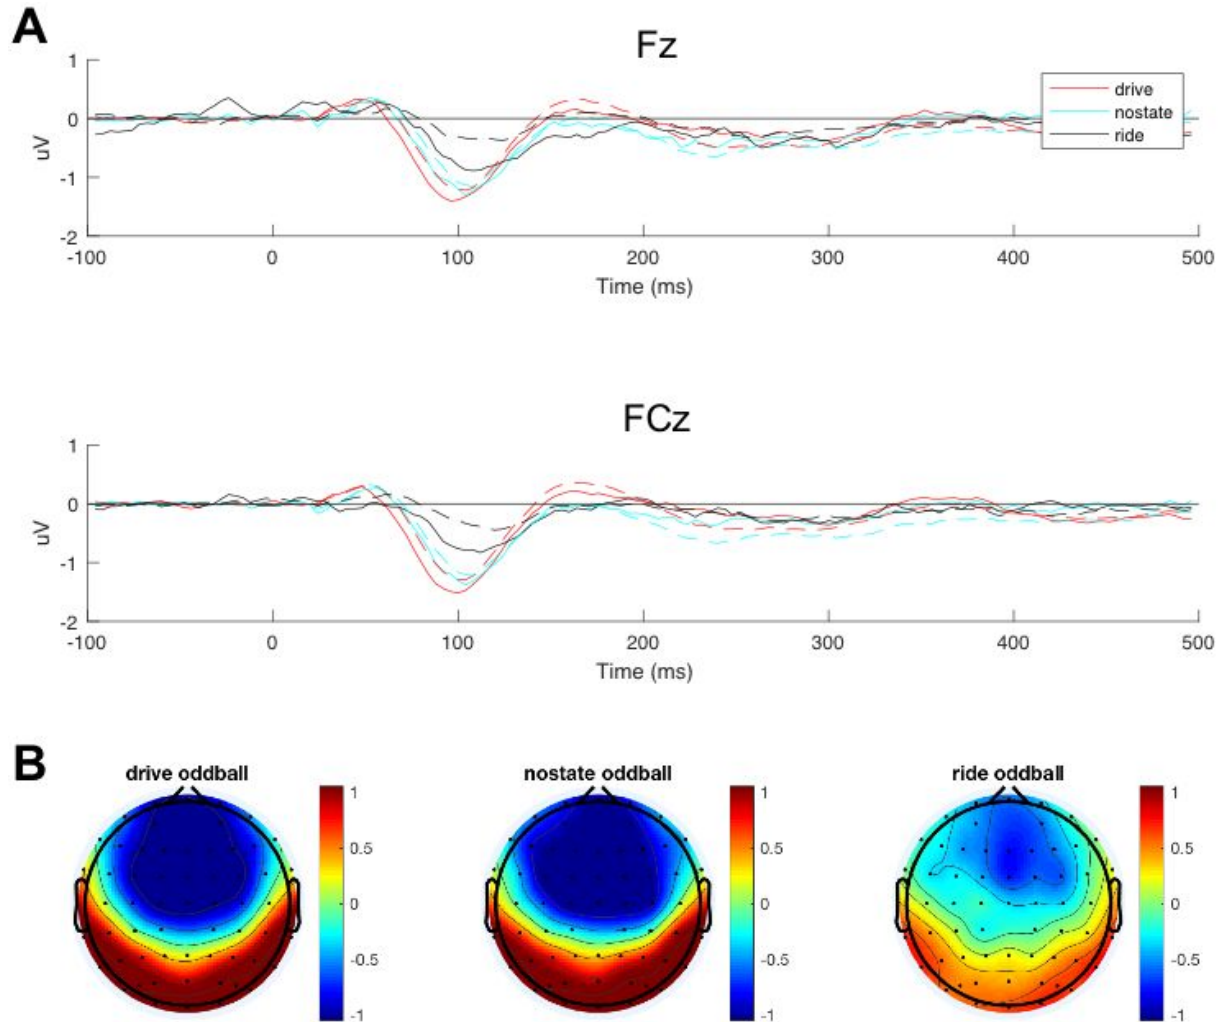 A
Fz
1
0
-1
-2
uV
drive
nostate
ride
-100 0 100 200 300 400 500
Time (ms)
FCz
1
0
-1
-2
uV
-100 0 100 200 300 400 500
Time (ms)
B
drive oddball nostate oddball ride oddball
1 1 1
0.5 0.5 0.5
0 0 0
-0.5 -0.5 -0.5
-1 -1 -1